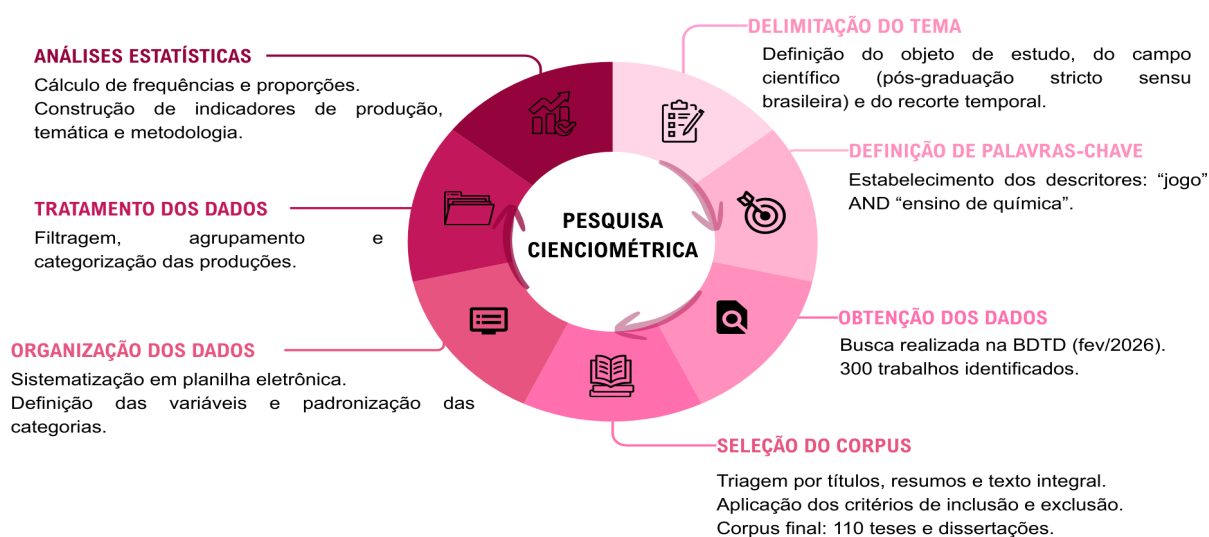 DELIMITAÇÃO DO TEMA
Definição do objeto de estudo, do campo
científico (pós-graduação stricto sensu
brasileira) e do recorte temporal.
DEFINIÇÃO DE PALAVRAS-CHAVE
Estabelecimento dos descritores: “jogo”
AND “ensino de química”.
OBTENÇÃO DOS DADOS
Busca realizada na BDTD (fev/2026).
300 trabalhos identificados.
SELEÇÃO DO CORPUS
Triagem por títulos, resumos e texto integral.
Aplicação dos critérios de inclusão e exclusão.
Corpus final: 110 teses e dissertações.
ORGANIZAÇÃO DOS DADOS
Sistematização em planilha eletrônica.
Definição das variáveis e padronização das
categorias.
TRATAMENTO DOS DADOS
Filtragem, agrupamento e
categorização das produções.
ANÁLISES ESTATÍSTICAS
Cálculo de frequências e proporções.
Construção de indicadores de produção,
temática e metodologia.
PESQUISA
CIENCIOMÉTRICA